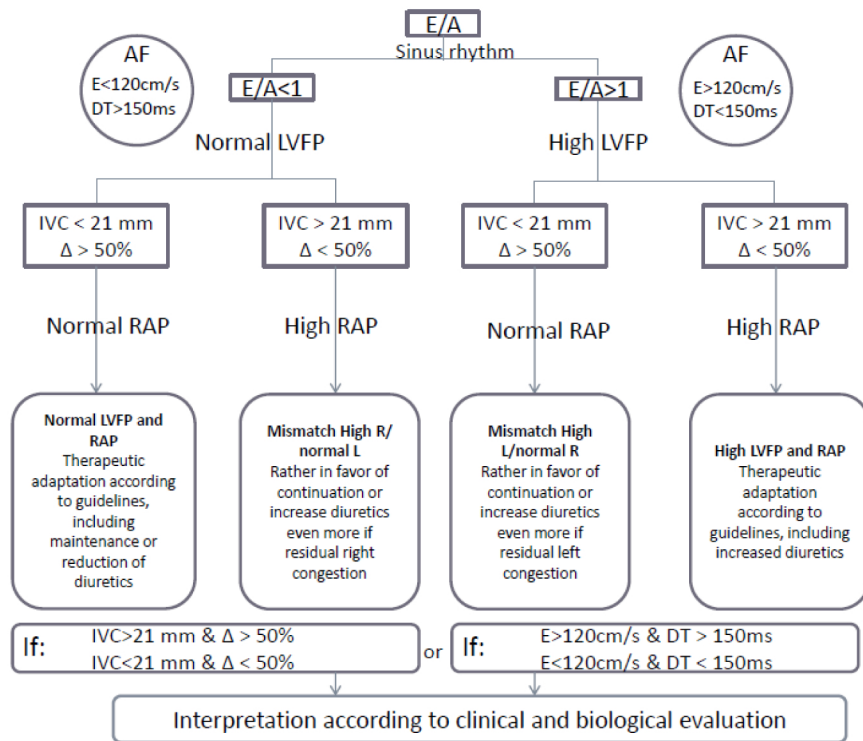 E/A
Sinus rhythm
AF
E<120cm/s
DT>150ms
AF
E>120cm/s
DT<150ms
E/A<1
E/A>1
Normal LVFP
High LVFP
IVC < 21 mm
Δ > 50%
IVC > 21 mm
Δ < 50%
IVC < 21 mm
Δ > 50%
IVC > 21 mm
Δ < 50%
Normal RAP
High RAP
Normal RAP
High RAP
Normal LVFP and
RAP
Therapeutic
adaptation according
to guidelines,
including
maintenance or
reduction of
diuretics
Mismatch High R/
normal L
Rather in favor of
continuation or
increase diuretics
even more if
residual right
congestion
Mismatch High
L/normal R
Rather in favor of
continuation or
increase diuretics
even more if
residual left
congestion
High LVFP and RAP
Therapeutic
adaptation
according to
guidelines, including
increased diuretics
If:
IVC>21 mm & Δ > 50%
IVC<21 mm & Δ < 50%
or
If:
E>120cm/s & DT > 150ms
E<120cm/s & DT < 150ms
Interpretation according to clinical and biological evaluation